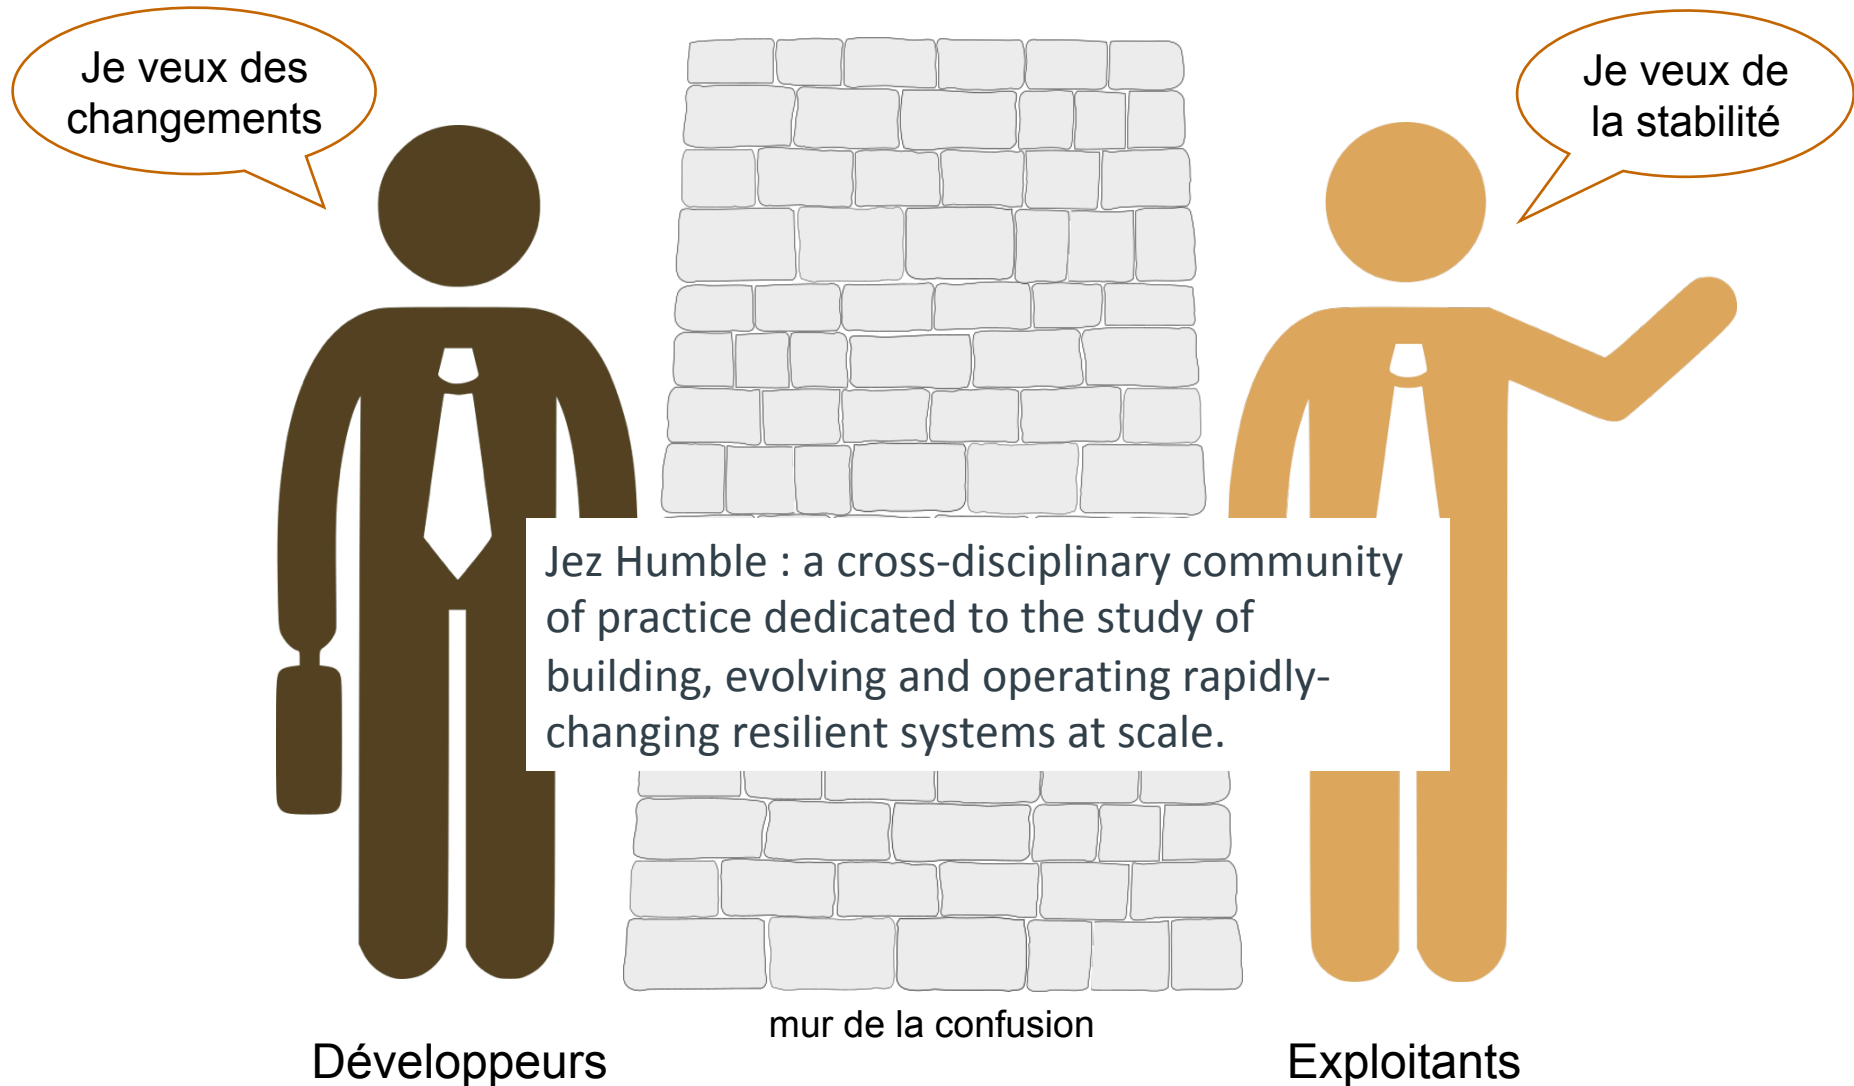 Je veux des
changements
Je veux de
la stabilité
Jez Humble : a cross-disciplinary community
of practice dedicated to the study of
building, evolving and operating rapidly-
changing resilient systems at scale.
mur de la confusion
Développeurs
Exploitants